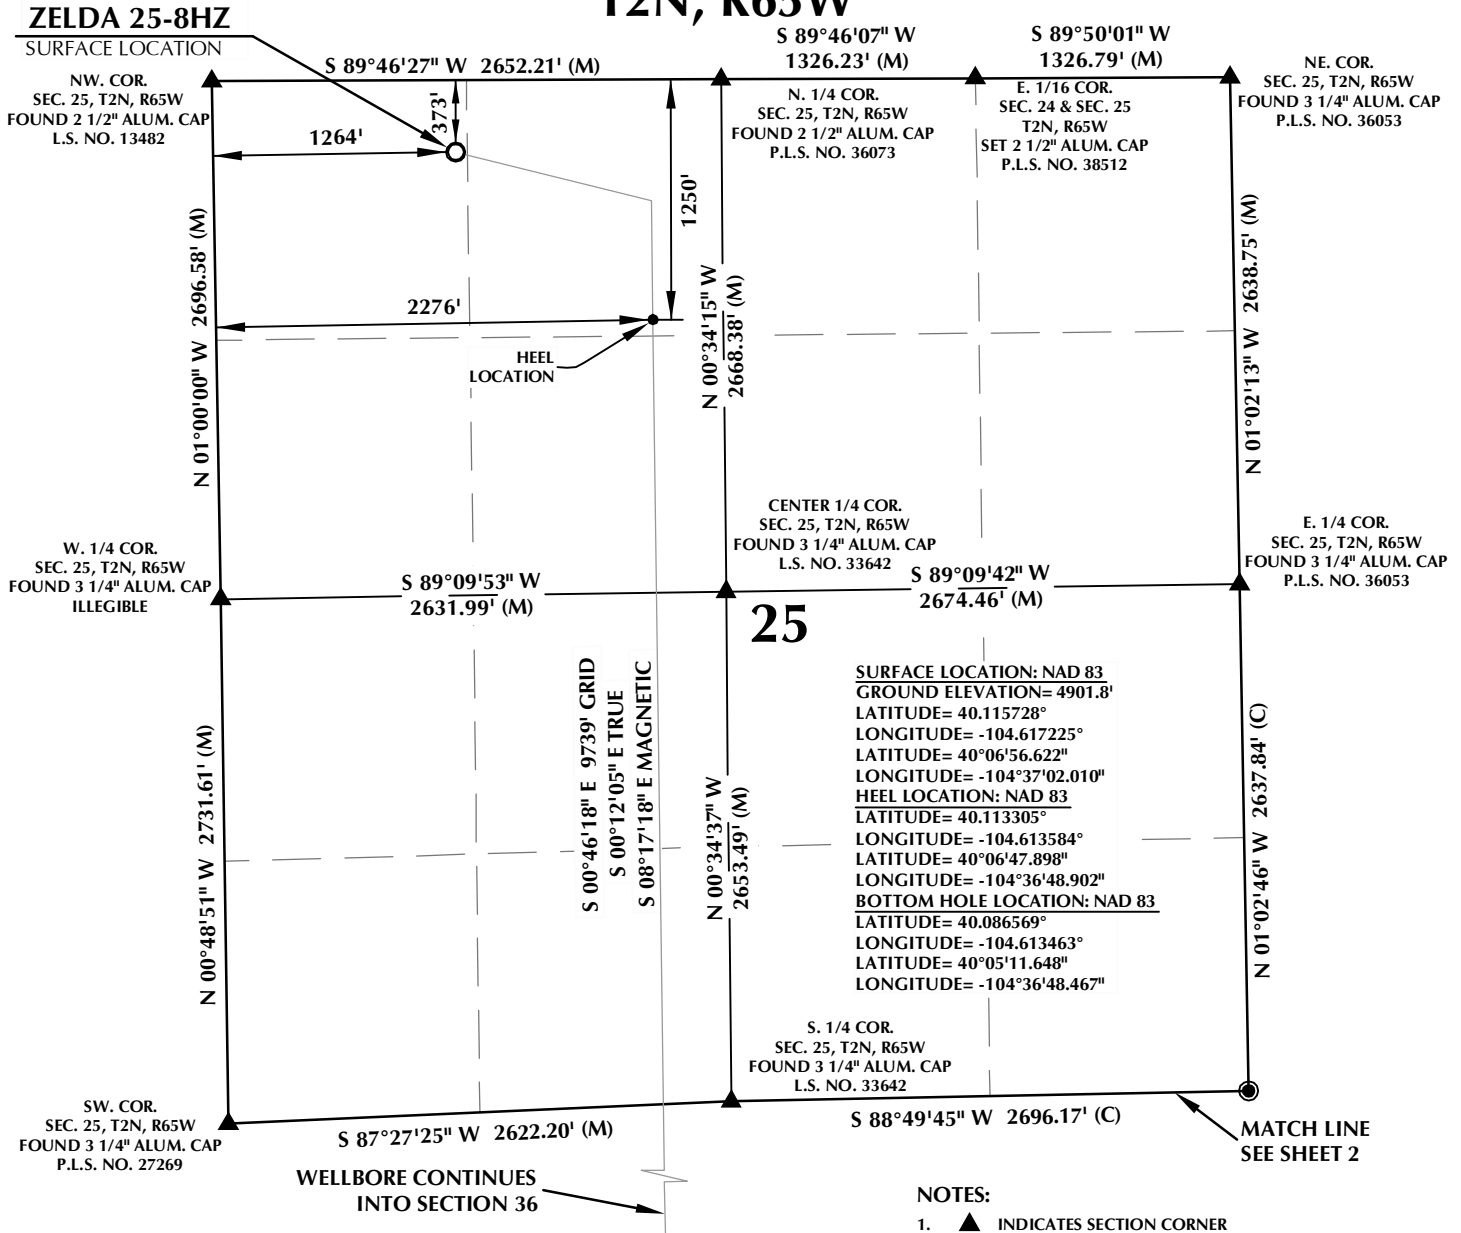 T2N, R65W
ZELDA 25-8HZ
SURFACE LOCATION
S 89°46'27" W 2652.21' (M)
S 89°46'07" W
1326.23' (M)
S 89°50'01" W
1326.79' (M)
NW. COR.
SEC. 25, T2N, R65W
FOUND 2 1/2" ALUM. CAP
L.S. NO. 13482
N. 1/4 COR.
SEC. 25, T2N, R65W
FOUND 2 1/2" ALUM. CAP
P.L.S. NO. 36073
E. 1/16 COR.
SEC. 24 & SEC. 25
T2N, R65W
SET 2 1/2" ALUM. CAP
P.L.S. NO. 38512
NE. COR.
SEC. 25, T2N, R65W
FOUND 3 1/4" ALUM. CAP
P.L.S. NO. 36053
373'
1264'
1250'
2276'
HEEL
LOCATION
N 01°00'00" W 2696.58' (M)
N 00°34'15" W
2668.38' (M)
N 01°02'13" W 2638.75' (M)
W. 1/4 COR.
SEC. 25, T2N, R65W
FOUND 3 1/4" ALUM. CAP
ILLEGIBLE
CENTER 1/4 COR.
SEC. 25, T2N, R65W
FOUND 3 1/4" ALUM. CAP
L.S. NO. 33642
E. 1/4 COR.
SEC. 25, T2N, R65W
FOUND 3 1/4" ALUM. CAP
P.L.S. NO. 36053
S 89°09'53" W
2631.99' (M)
S 89°09'42" W
2674.46' (M)
25
S 00°46'18" E 9739' GRID
S 00°12'05" E TRUE
S 08°17'18" E MAGNETIC
SURFACE LOCATION: NAD 83
GROUND ELEVATION= 4901.8'
LATITUDE= 40.115728°
LONGITUDE= -104.617225°
LATITUDE= 40°06'56.622"
LONGITUDE= -104°37'02.010"
HEEL LOCATION: NAD 83
LATITUDE= 40.113305°
LONGITUDE= -104.613584°
LATITUDE= 40°06'47.898"
LONGITUDE= -104°36'48.902"
BOTTOM HOLE LOCATION: NAD 83
LATITUDE= 40.086569°
LONGITUDE= -104.613463°
LATITUDE= 40°05'11.648"
LONGITUDE= -104°36'48.467"
N 00°48'51" W 2731.61' (M)
N 00°34'37" W
2653.49' (M)
N 01°02'46" W 2637.84' (C)
S. 1/4 COR.
SEC. 25, T2N, R65W
FOUND 3 1/4" ALUM. CAP
L.S. NO. 33642
SW. COR.
SEC. 25, T2N, R65W
FOUND 3 1/4" ALUM. CAP
P.L.S. NO. 27269
S 87°27'25" W 2622.20' (M)
S 88°49'45" W 2696.17' (C)
MATCH LINE
SEE SHEET 2
WELLBORE CONTINUES
INTO SECTION 36
NOTES:
1. ▲ INDICATES SECTION CORNER